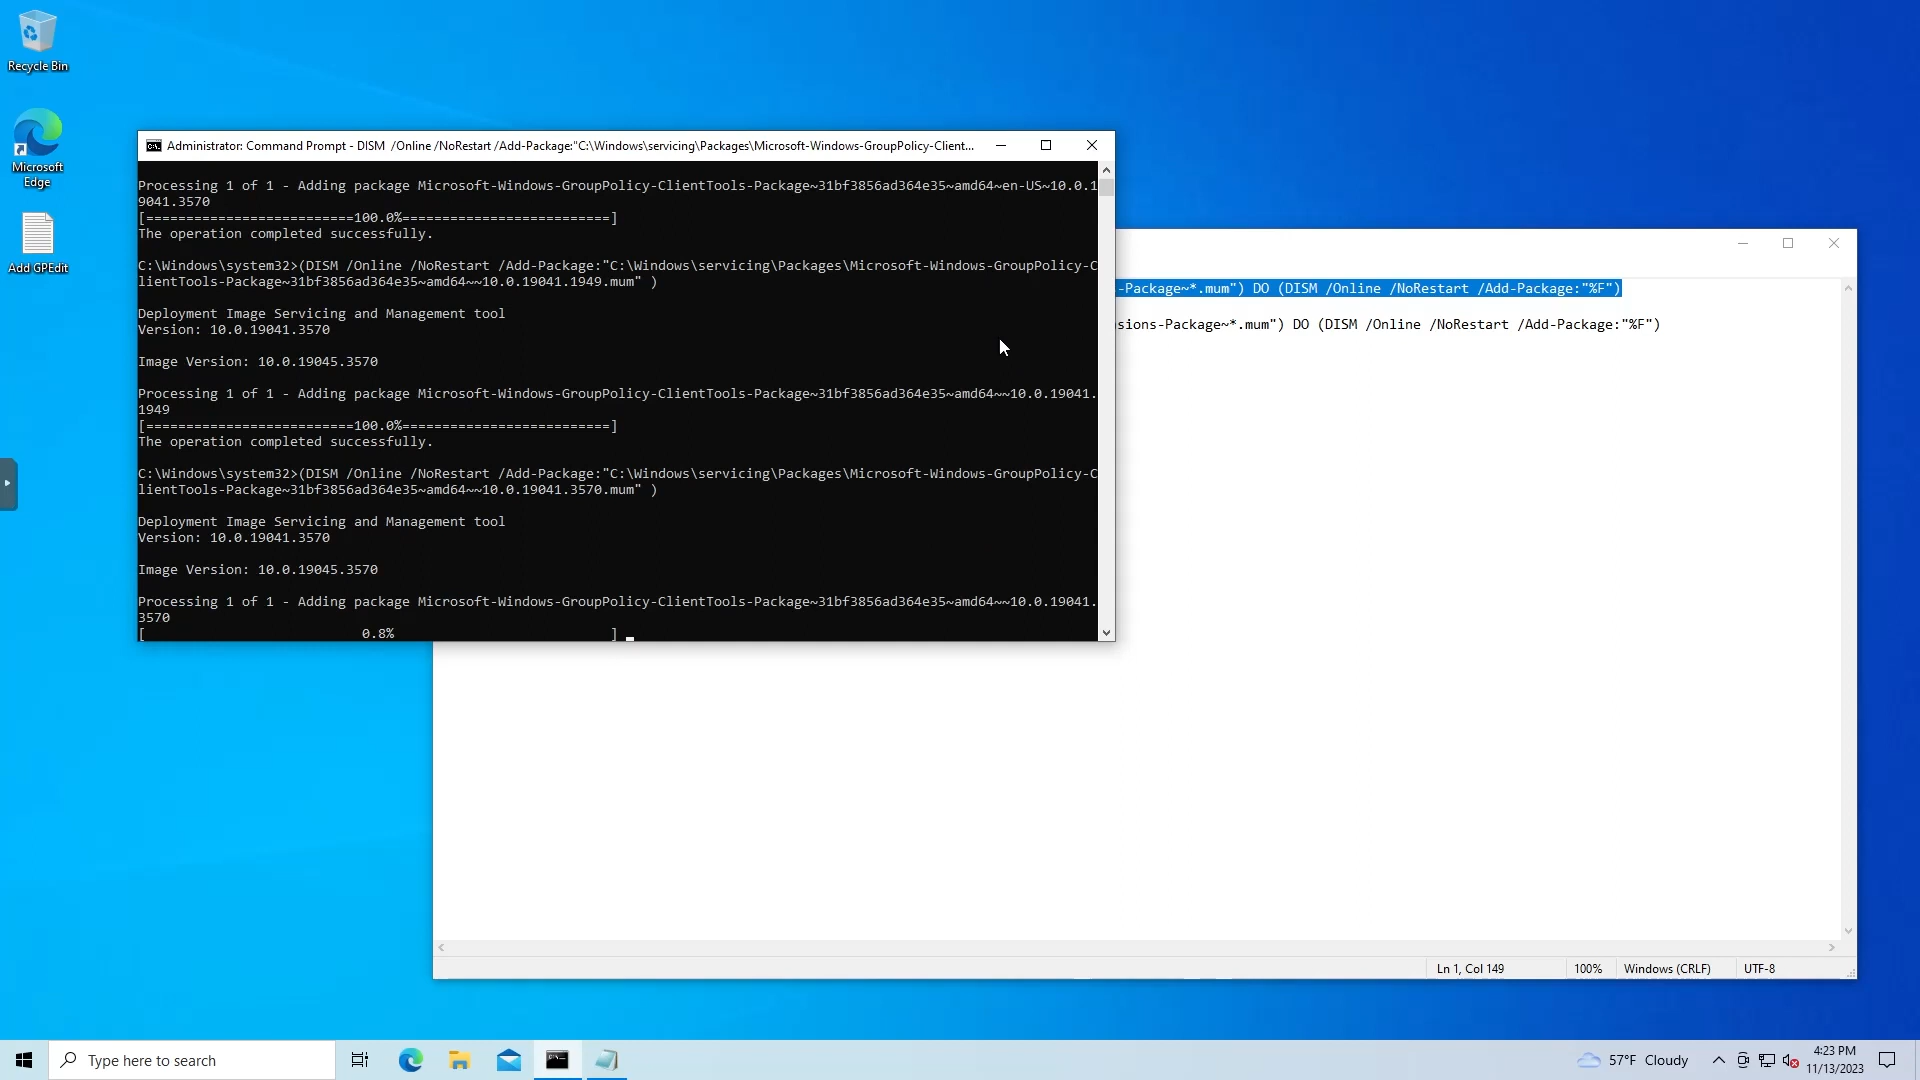 Recycle Bin
Microsoft
Edge
Add GPEdit
Administrator: Command Prompt - DISM  /Online /NoRestart /Add-Package:"C:\Windows\servicing\Packages\Microsoft-Windows-GroupPolicy-Client...
Processing 1 of 1 - Adding package Microsoft-Windows-GroupPolicy-ClientTools-Package~31bf3856ad364e35~amd64~en-US~10.0.1
9041.3570
[==========================100.0%==========================]
The operation completed successfully.
C:\Windows\system32>(DISM /Online /NoRestart /Add-Package:"C:\Windows\servicing\Packages\Microsoft-Windows-GroupPolicy-C
lientTools-Package~31bf3856ad364e35~amd64~~10.0.19041.1949.mum" )
Deployment Image Servicing and Management tool
Version: 10.0.19041.3570
Image Version: 10.0.19045.3570
Processing 1 of 1 - Adding package Microsoft-Windows-GroupPolicy-ClientTools-Package~31bf3856ad364e35~amd64~~10.0.19041.
1949
[==========================100.0%==========================]
The operation completed successfully.
C:\Windows\system32>(DISM /Online /NoRestart /Add-Package:"C:\Windows\servicing\Packages\Microsoft-Windows-GroupPolicy-C
lientTools-Package~31bf3856ad364e35~amd64~~10.0.19041.3570.mum" )
Deployment Image Servicing and Management tool
Version: 10.0.19041.3570
Image Version: 10.0.19045.3570
Processing 1 of 1 - Adding package Microsoft-Windows-GroupPolicy-ClientTools-Package~31bf3856ad364e35~amd64~~10.0.19041.
3570
[                           0.8%                           ]
-Package~*.mum") DO (DISM /Online /NoRestart /Add-Package:"%F")
sions-Package~*.mum") DO (DISM /Online /NoRestart /Add-Package:"%F")
Ln 1, Col 149
100%
Windows (CRLF)
UTF-8
Type here to search
57°F Cloudy
4:23 PM
11/13/2023